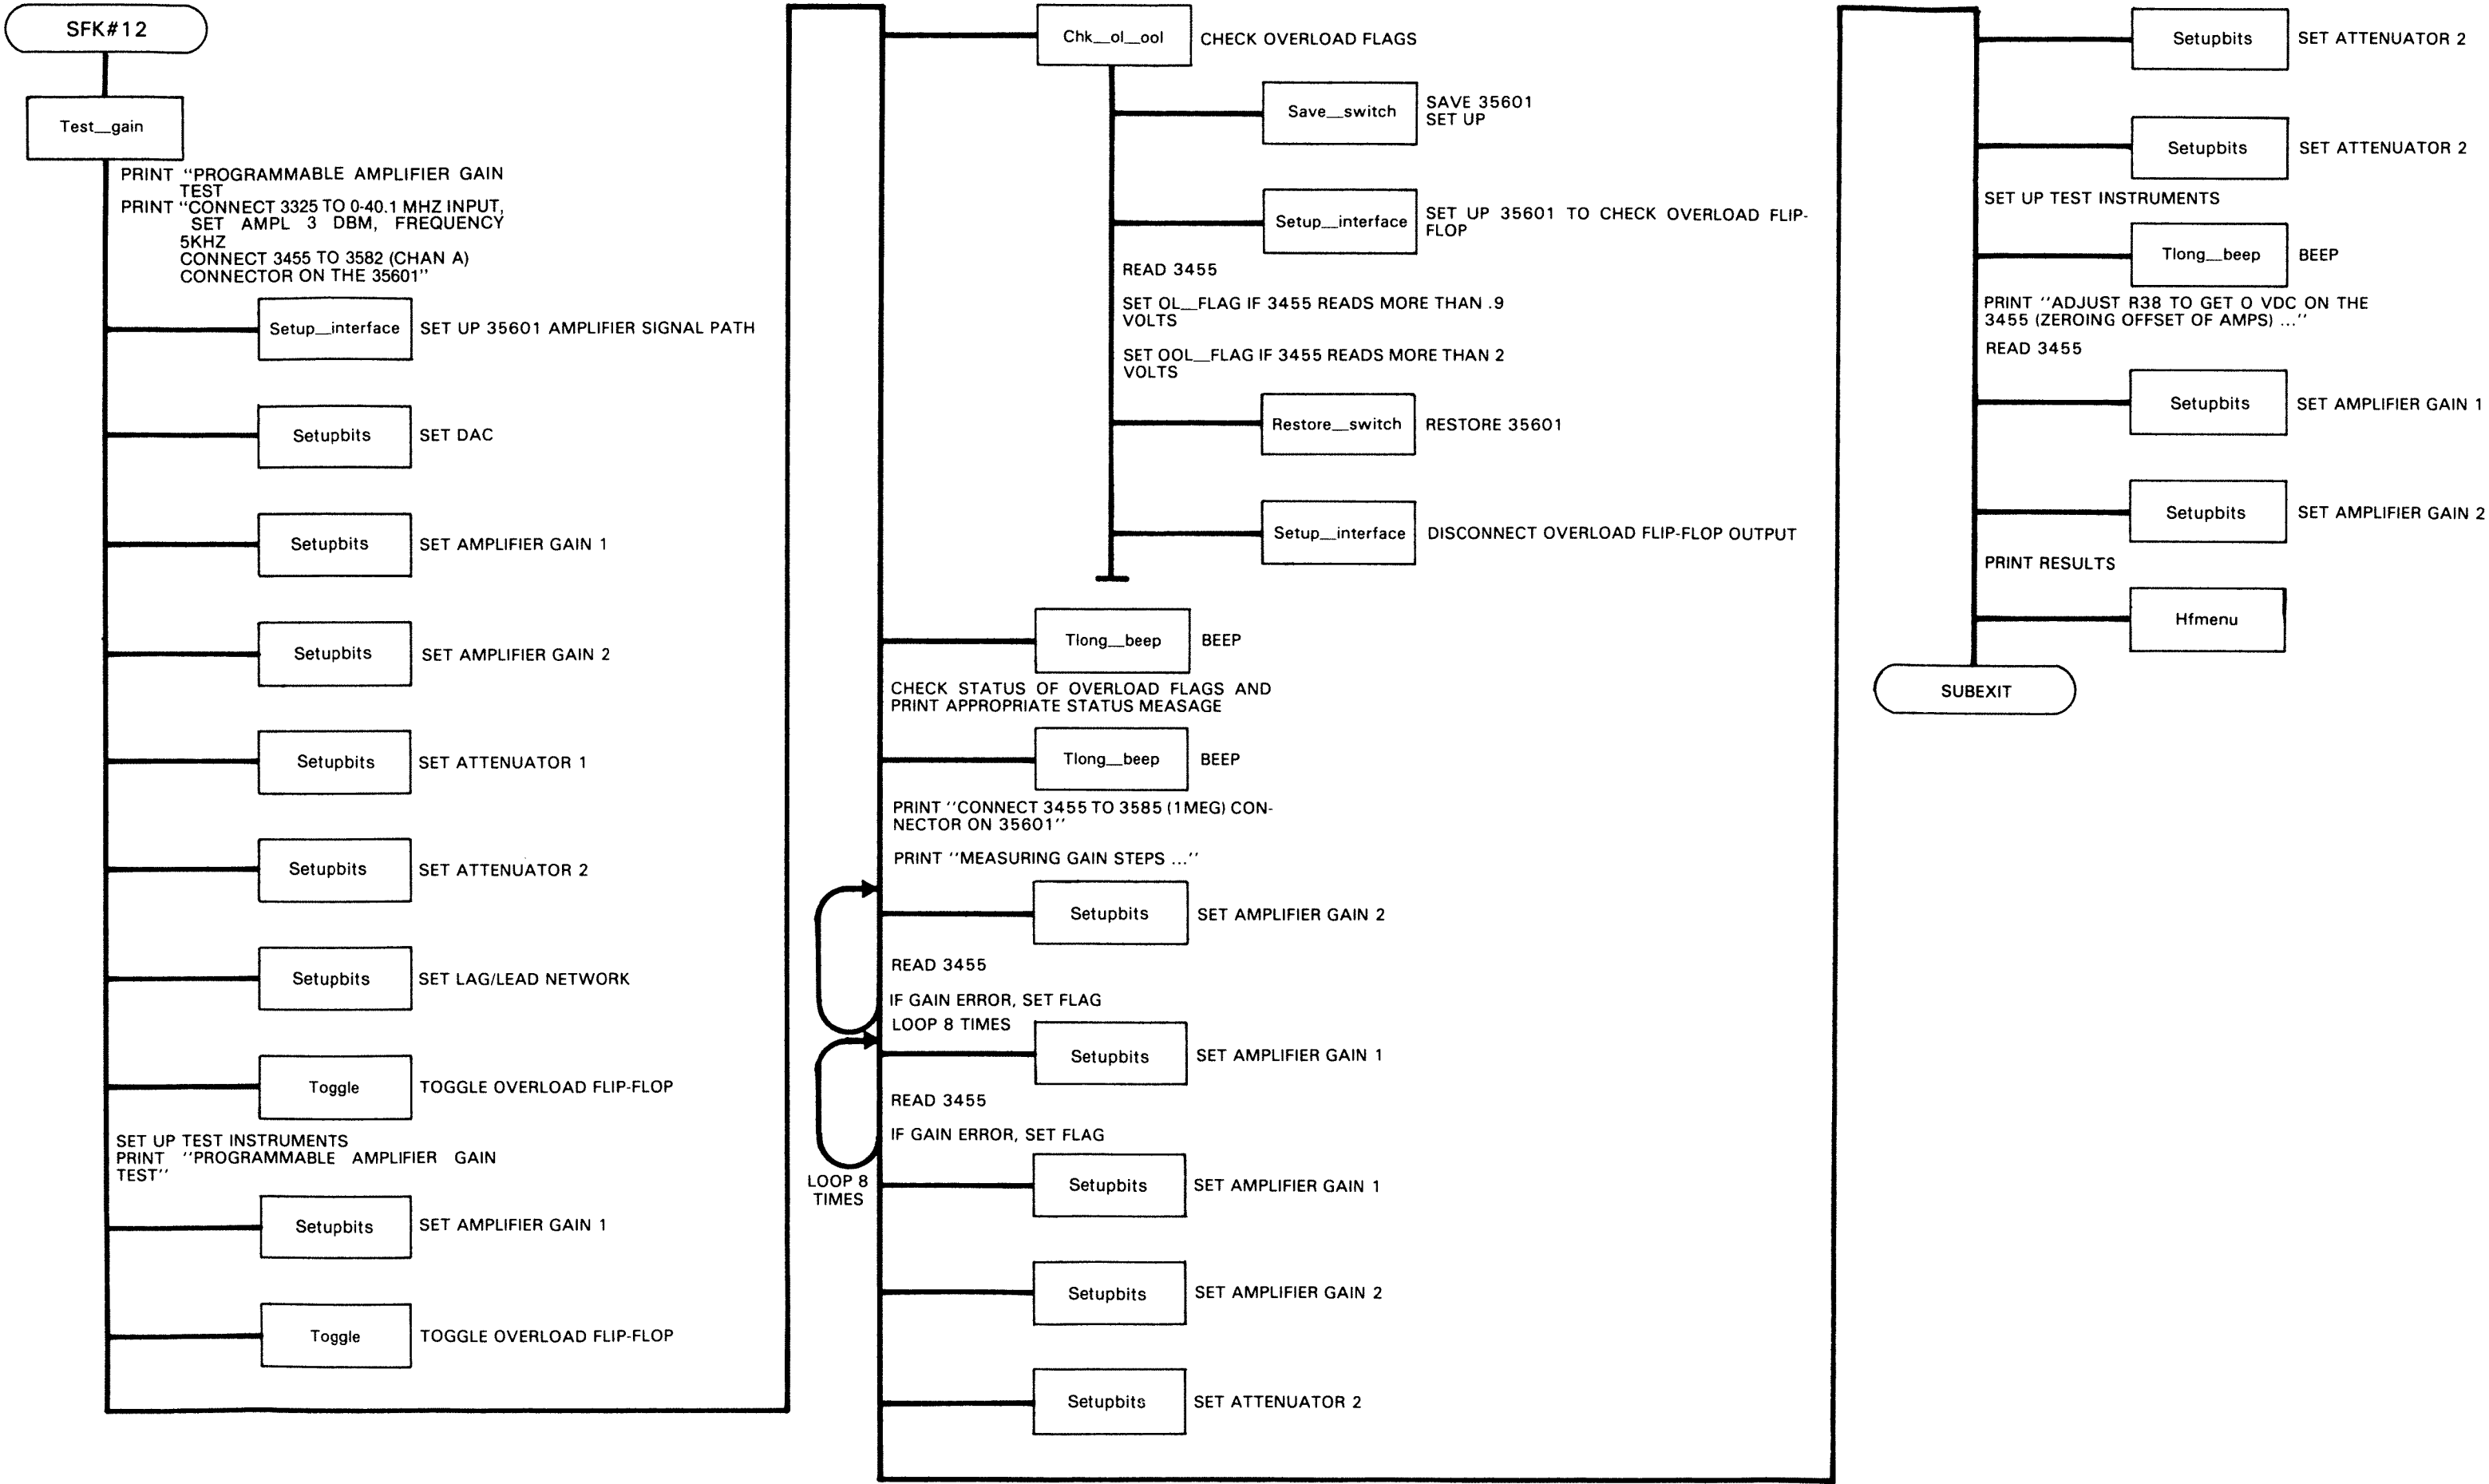 SFK#12
Test__gain
PRINT "PROGRAMMABLE AMPLIFIER GAIN
TEST
PRINT "CONNECT 3325 TO 0-40.1 MHZ INPUT,
SET AMPL 3 DBM, FREQUENCY
5KHZ
CONNECT 3455 TO 3582 (CHAN A)
CONNECTOR ON THE 35601"
Setup__interface SET UP 35601 AMPLIFIER SIGNAL PATH
Setupbits SET DAC
Setupbits SET AMPLIFIER GAIN 1
Setupbits SET AMPLIFIER GAIN 2
Setupbits SET ATTENUATOR 1
Setupbits SET ATTENUATOR 2
Setupbits SET LAG/LEAD NETWORK
Toggle TOGGLE OVERLOAD FLIP-FLOP
SET UP TEST INSTRUMENTS
PRINT "PROGRAMMABLE AMPLIFIER GAIN
TEST"
Setupbits SET AMPLIFIER GAIN 1
Toggle TOGGLE OVERLOAD FLIP-FLOP
Chk__ol__ool CHECK OVERLOAD FLAGS
Save__switch SAVE 35601
SET UP
Setup__interface SET UP 35601 TO CHECK OVERLOAD FLIP-
FLOP
READ 3455
SET OL__FLAG IF 3455 READS MORE THAN .9
VOLTS
SET OOL__FLAG IF 3455 READS MORE THAN 2
VOLTS
Restore__switch RESTORE 35601
Setup__interface DISCONNECT OVERLOAD FLIP-FLOP OUTPUT
Tlong__beep BEEP
CHECK STATUS OF OVERLOAD FLAGS AND
PRINT APPROPRIATE STATUS MEASAGE
Tlong__beep BEEP
PRINT "CONNECT 3455 TO 3585 (1MEG) CON-
NECTOR ON 35601"
PRINT "MEASURING GAIN STEPS ..."
Setupbits SET AMPLIFIER GAIN 2
READ 3455
IF GAIN ERROR, SET FLAG
LOOP 8 TIMES
Setupbits SET AMPLIFIER GAIN 1
READ 3455
IF GAIN ERROR, SET FLAG
LOOP 8
TIMES
Setupbits SET AMPLIFIER GAIN 1
Setupbits SET AMPLIFIER GAIN 2
Setupbits SET ATTENUATOR 2
Setupbits SET ATTENUATOR 2
Setupbits SET ATTENUATOR 2
SET UP TEST INSTRUMENTS
Tlong__beep BEEP
PRINT "ADJUST R38 TO GET 0 VDC ON THE
3455 (ZEROING OFFSET OF AMPS) ..."
READ 3455
Setupbits SET AMPLIFIER GAIN 1
Setupbits SET AMPLIFIER GAIN 2
PRINT RESULTS
Hfmenu
SUBEXIT